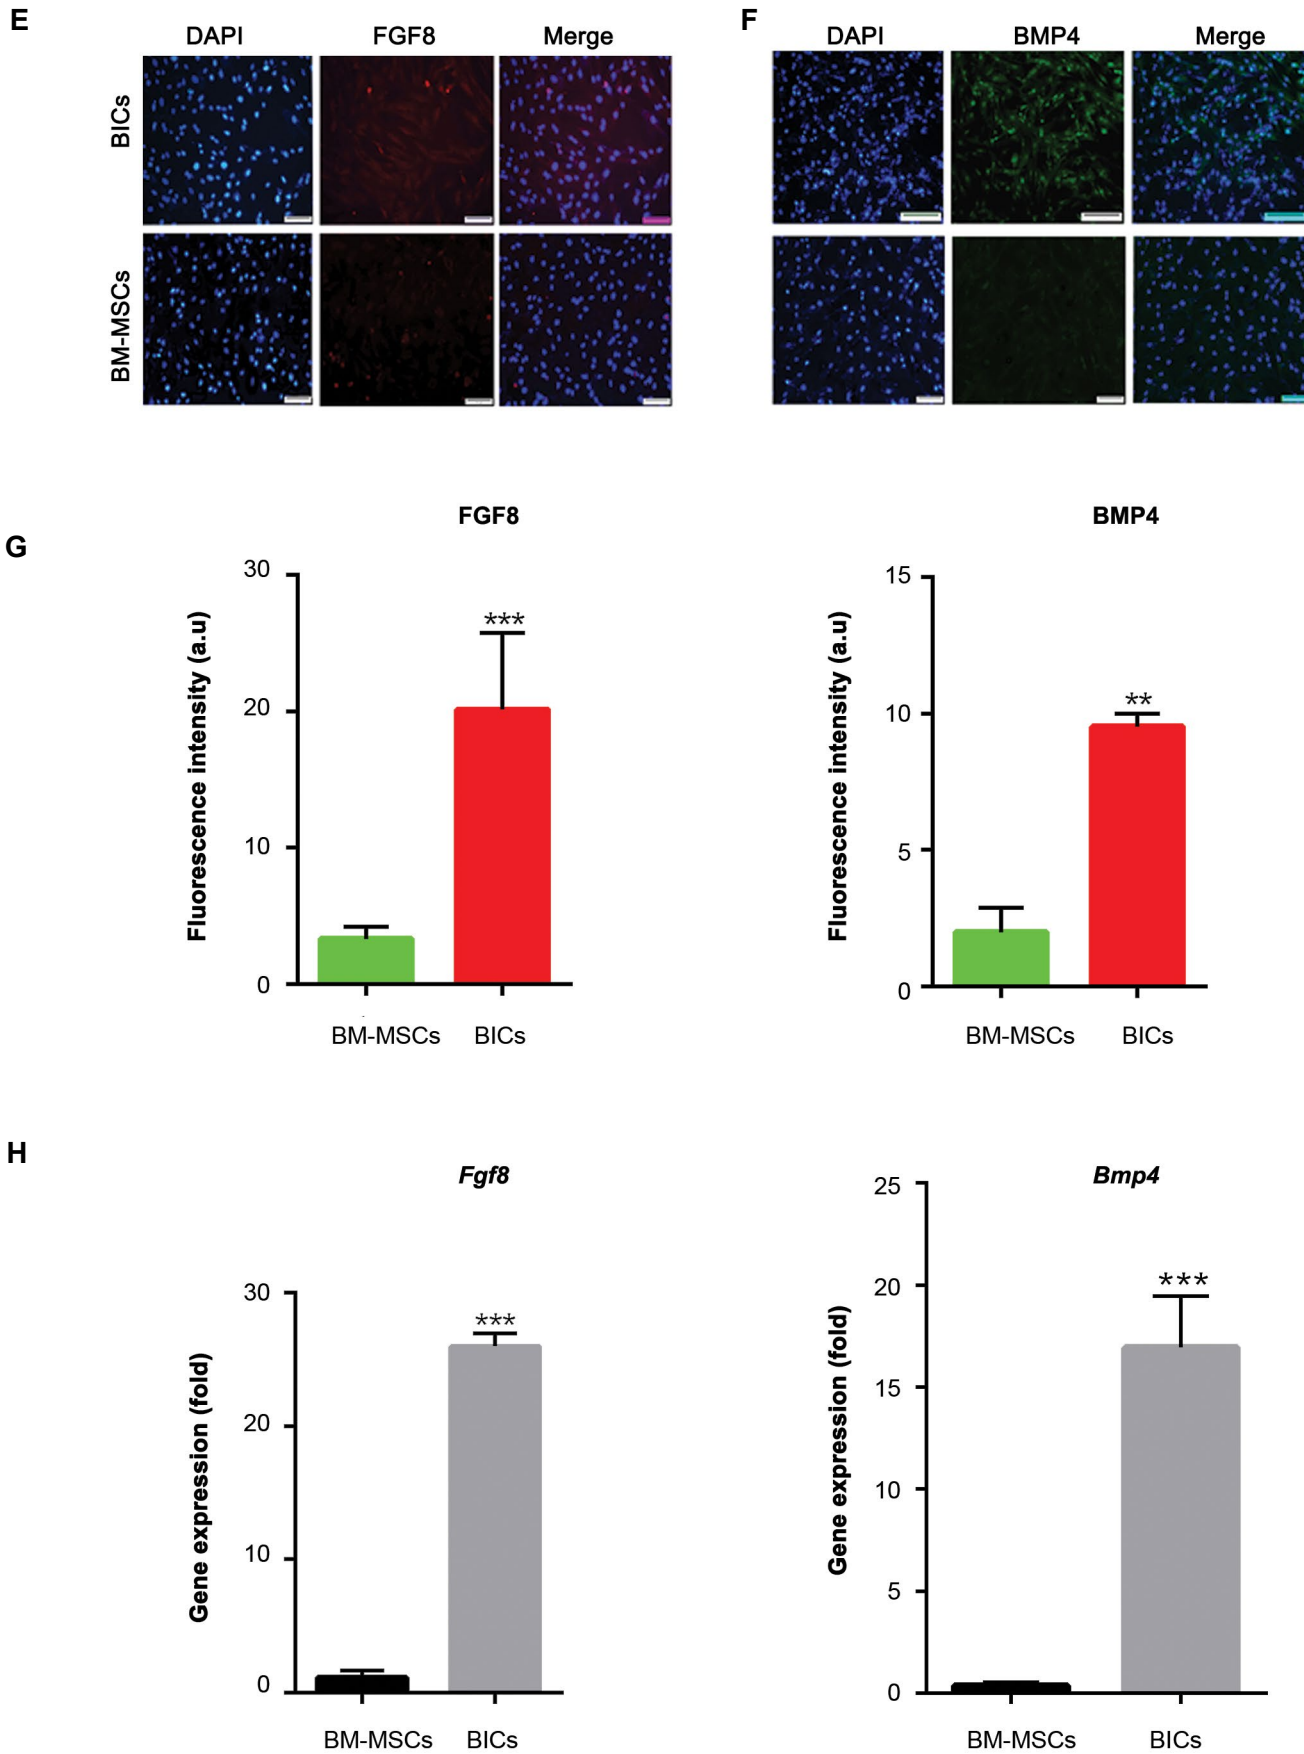 E
DAPI FGF8 Merge
BICs
BM-MSCs
F
DAPI BMP4 Merge
G
FGF8
Fluorescence intensity (a.u)
30
20
10
0
***
BM-MSCs BICs
BMP4
Fluorescence intensity (a.u)
15
10
5
0
**
BM-MSCs BICs
H
Fgf8
Gene expression (fold)
30
20
10
0
***
BM-MSCs BICs
Bmp4
Gene expression (fold)
25
20
15
10
5
0
***
BM-MSCs BICs